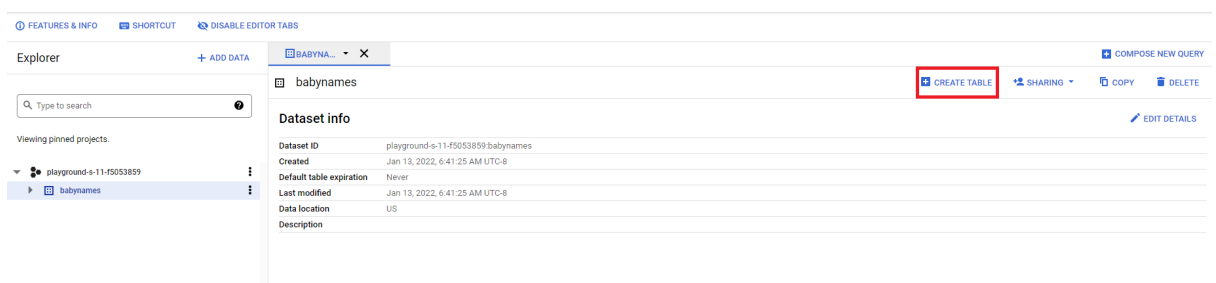 FEATURES & INFO SHORTCUT DISABLE EDITOR TABS
Explorer + ADD DATA
BABYNA... COMPOSE NEW QUERY
babynames CREATE TABLE SHARING COPY DELETE
Type to search
Dataset info EDIT DETAILS
Viewing pinned projects.
Dataset ID playground-s-11-f5053859:babynames
Created Jan 13, 2022, 6:41:25 AM UTC-8
Default table expiration Never
Last modified Jan 13, 2022, 6:41:25 AM UTC-8
Data location US
Description
playground-s-11-f5053859
babynames